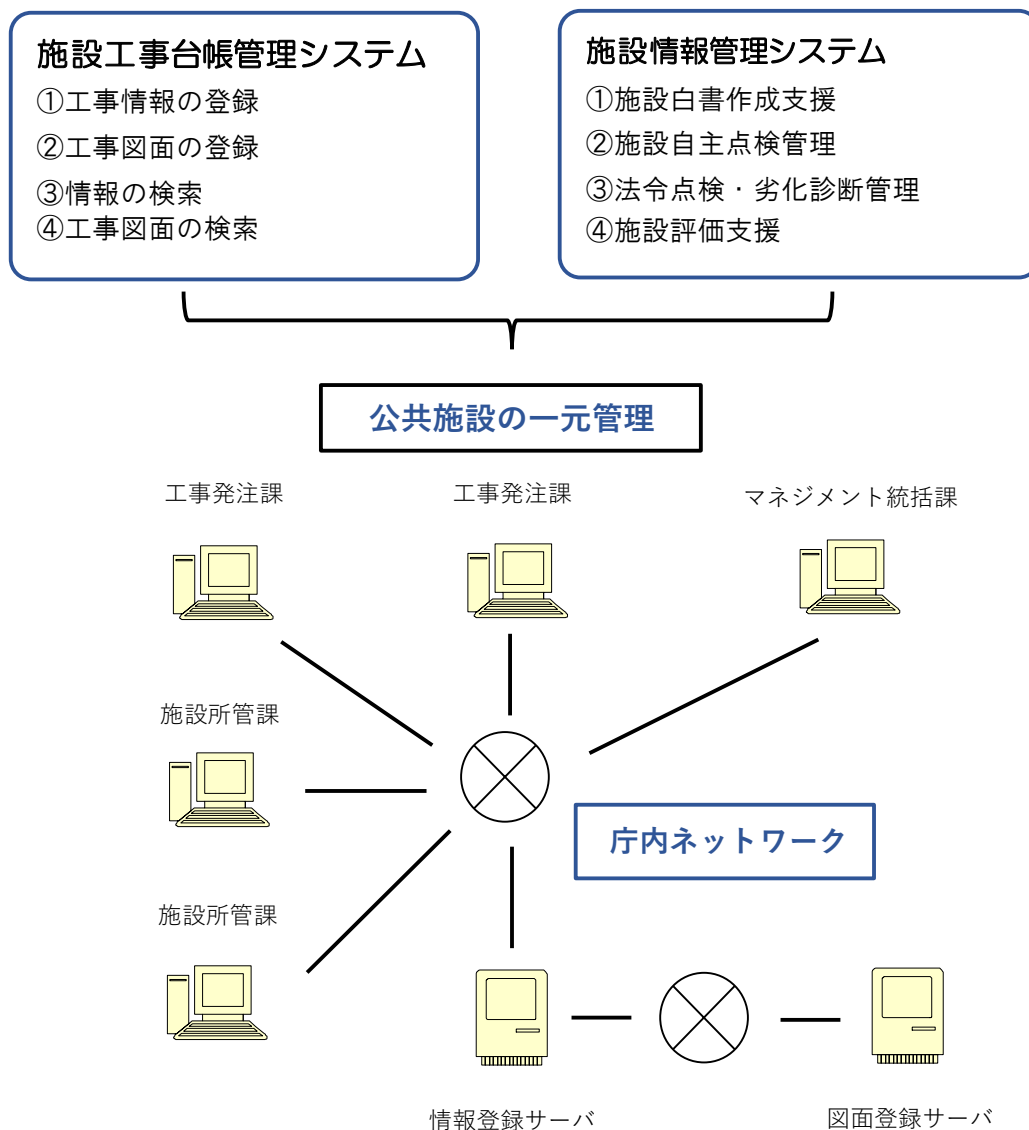 施設工事台帳管理システム
①工事情報の登録
②工事図面の登録
③情報の検索
④工事図面の検索
施設情報管理システム
①施設白書作成支援
②施設自主点検管理
③法令点検・劣化診断管理
④施設評価支援
公共施設の一元管理
工事発注課
工事発注課
マネジメント統括課
施設所管課
庁内ネットワーク
施設所管課
情報登録サーバ
図面登録サーバ